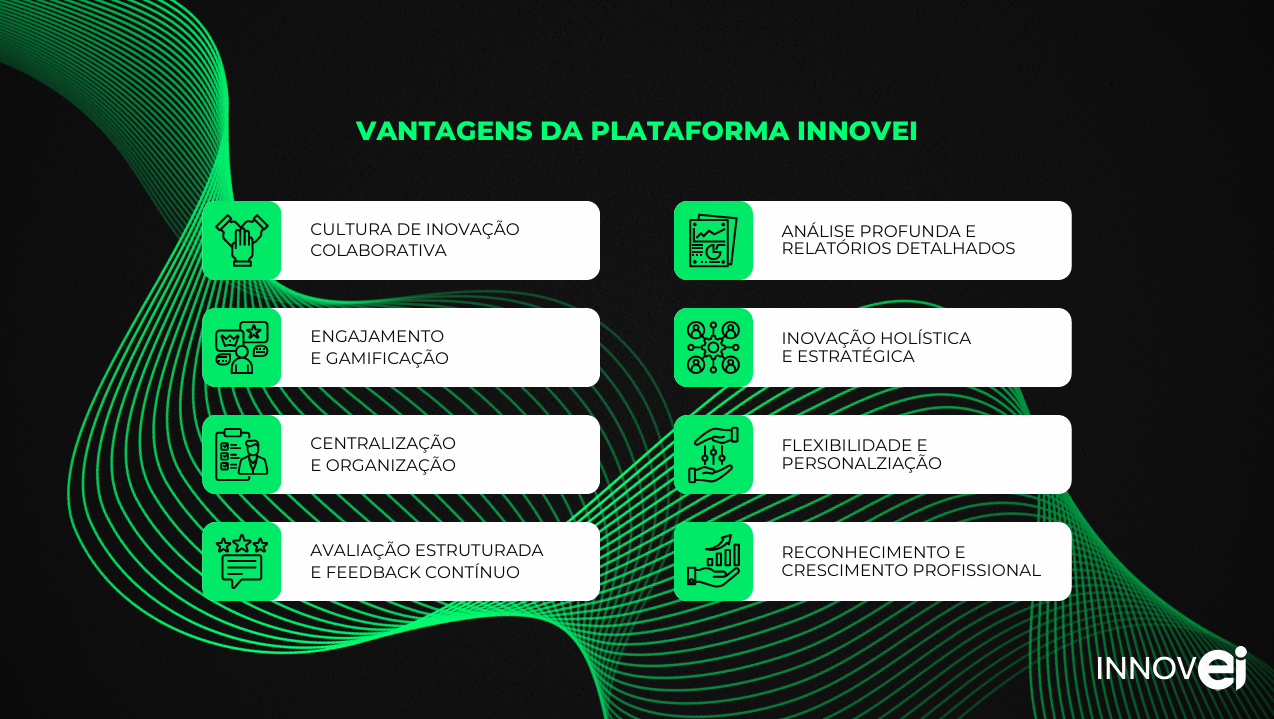 VANTAGENS DA PLATAFORMA INNOVEI
CULTURA DE INOVAÇÃO
COLABORATIVA
ENGAJAMENTO
E GAMIFICAÇÃO
CENTRALIZAÇÃO
E ORGANIZAÇÃO
AVALIAÇÃO ESTRUTURADA
E FEEDBACK CONTÍNUO
ANÁLISE PROFUNDA E
RELATÓRIOS DETALHADOS
INOVAÇÃO HOLÍSTICA
E ESTRATÉGICA
FLEXIBILIDADE E
PERSONALZIAÇÃO
RECONHECIMENTO E
CRESCIMENTO PROFISSIONAL
INNOVei